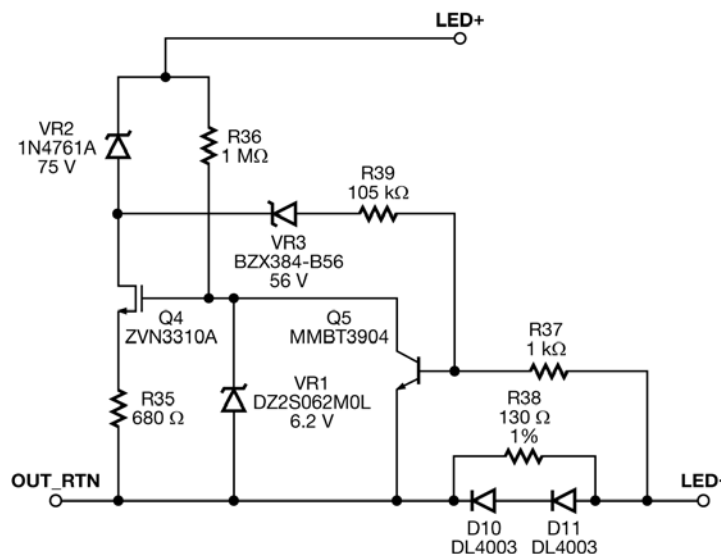 LED+
VR2
1N4761A
75 V
R36
1 MΩ
R39
105 kΩ
VR3
BZX384-B56
56 V
Q4
ZVN3310A
Q5
MMBT3904
R37
1 kΩ
R35
680 Ω
VR1
DZ2S062M0L
6.2 V
R38
130 Ω
1%
OUT_RTN
LED-
D10
DL4003
D11
DL4003